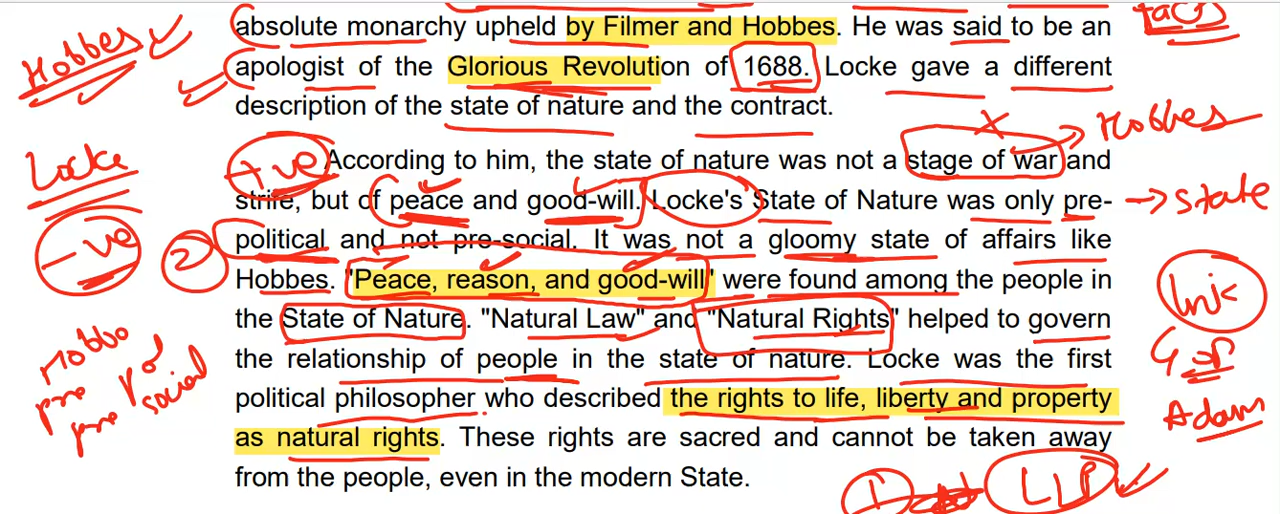 absolute monarchy upheld by Filmer and Hobbes. He was said to be an
apologist of the Glorious Revolution of 1688. Locke gave a different
description of the state of nature and the contract.
According to him, the state of nature was not a stage of war and
strife, but of peace and good-will. Locke's State of Nature was only pre-
political and not pre-social. It was not a gloomy state of affairs like
Hobbes. "Peace, reason, and good-will" were found among the people in
the State of Nature. "Natural Law" and "Natural Rights" helped to govern
the relationship of people in the state of nature. Locke was the first
political philosopher who described the rights to life, liberty and property
as natural rights. These rights are sacred and cannot be taken away
from the people, even in the modern State.
Hobbes
Locke
+ve
-ve
2
Hobbes
→ State
Adam
pre social
1
LLP